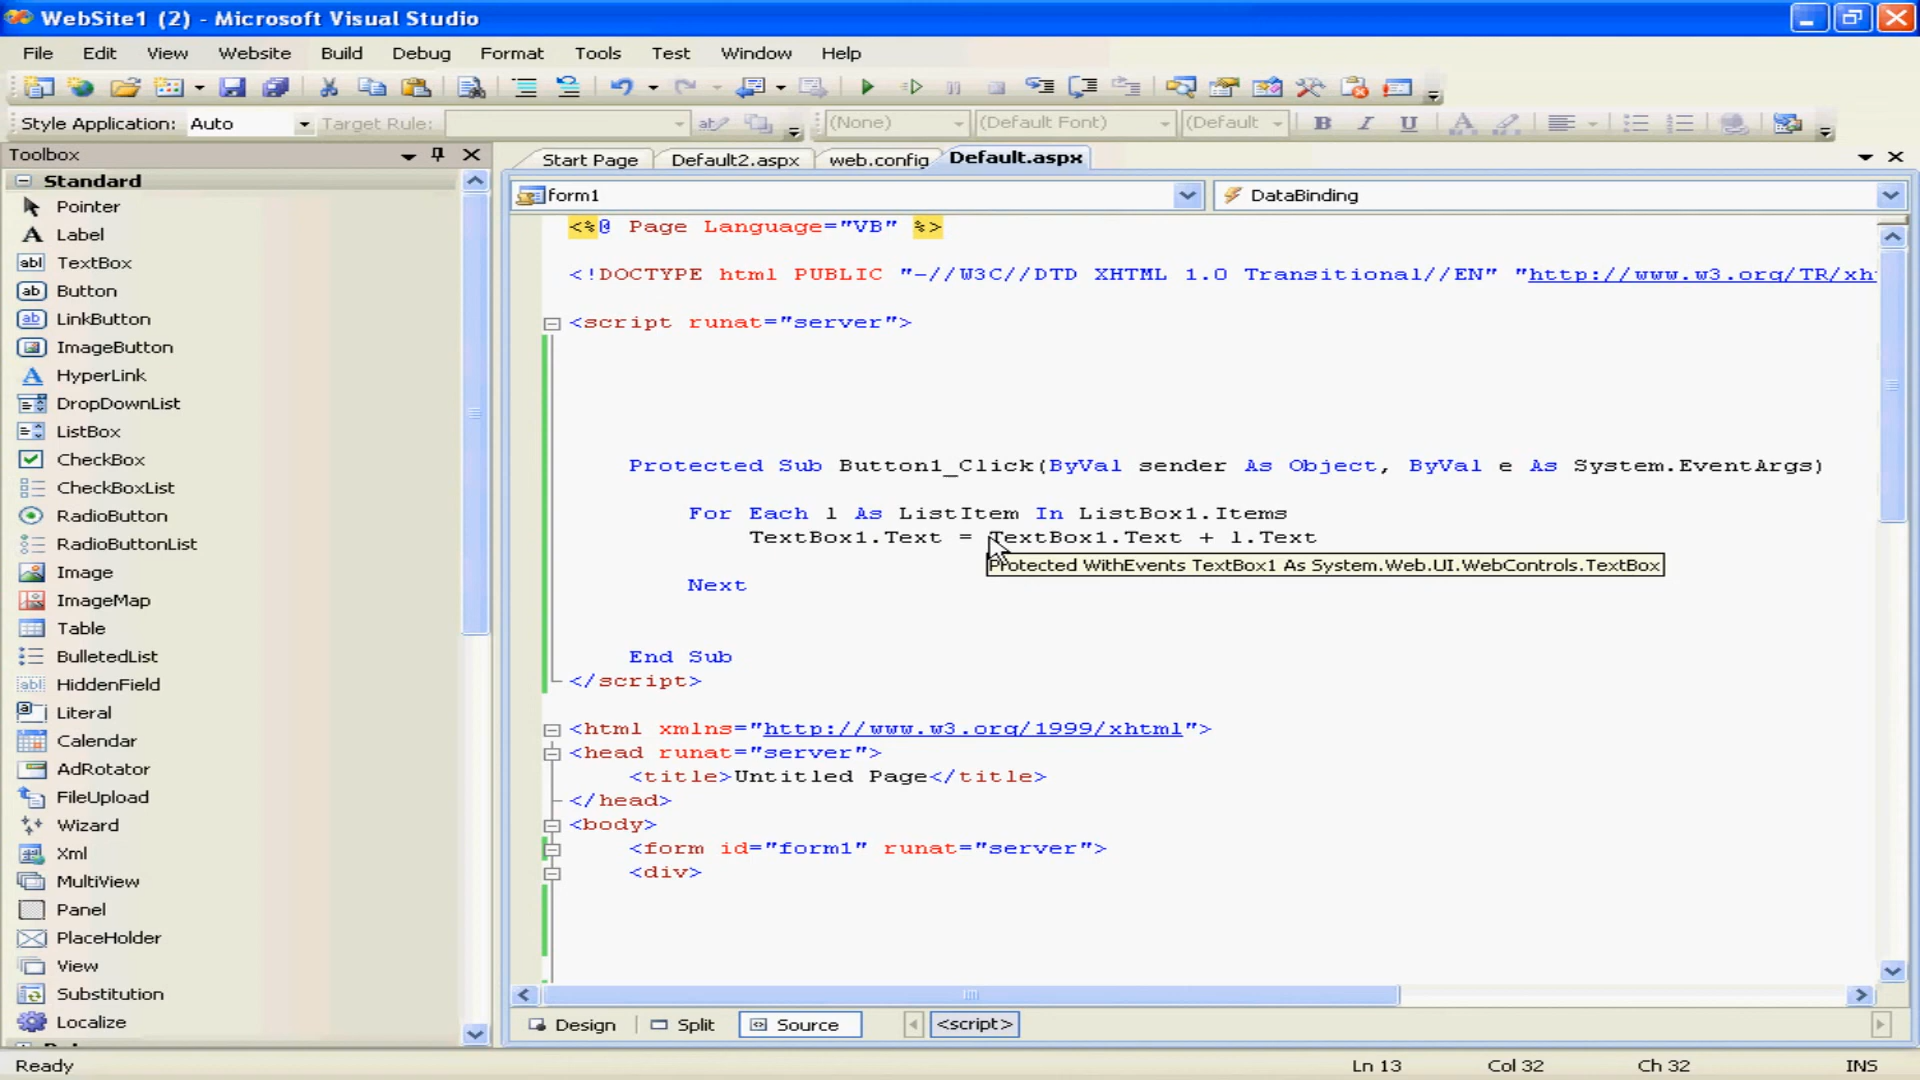 WebSite1 (2) - Microsoft Visual Studio
File Edit View Website Build Debug Format Tools Test Window Help
Style Application: Auto Target Rule: (None) (Default Font) (Default B I U
Toolbox
Start Page Default2.aspx web.config Default.aspx
form1 DataBinding
Standard
Pointer
Label
TextBox
Button
LinkButton
ImageButton
HyperLink
DropDownList
ListBox
CheckBox
CheckBoxList
RadioButton
RadioButtonList
Image
ImageMap
Table
BulletedList
HiddenField
Literal
Calendar
AdRotator
FileUpload
Wizard
Xml
MultiView
Panel
PlaceHolder
View
Substitution
Localize
<%@ Page Language="VB" %>
<!DOCTYPE html PUBLIC "-//W3C//DTD XHTML 1.0 Transitional//EN" "http://www.w3.org/TR/xh
<script runat="server">
Protected Sub Button1_Click(ByVal sender As Object, ByVal e As System.EventArgs)
For Each l As ListItem In ListBox1.Items
TextBox1.Text = TextBox1.Text + l.Text
Protected WithEvents TextBox1 As System.Web.UI.WebControls.TextBox
Next
End Sub
</script>
<html xmlns="http://www.w3.org/1999/xhtml">
<head runat="server">
<title>Untitled Page</title>
</head>
<body>
<form id="form1" runat="server">
<div>
Design Split Source <script>
Ready Ln 13 Col 32 Ch 32 INS